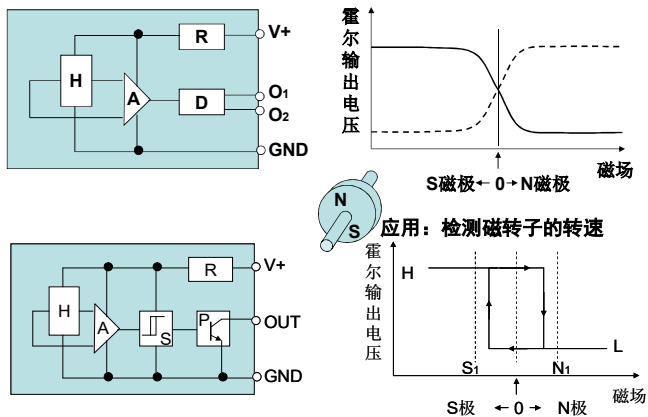 R
V+
H
A
D
O1
O2
GND
霍尔输出电压
磁场
S磁极←0→N磁极
N
S
应用：检测磁转子的转速
R
V+
H
A
S
P
OUT
GND
霍尔输出电压
H
L
S1
N1
磁场
S极 ←0→ N极